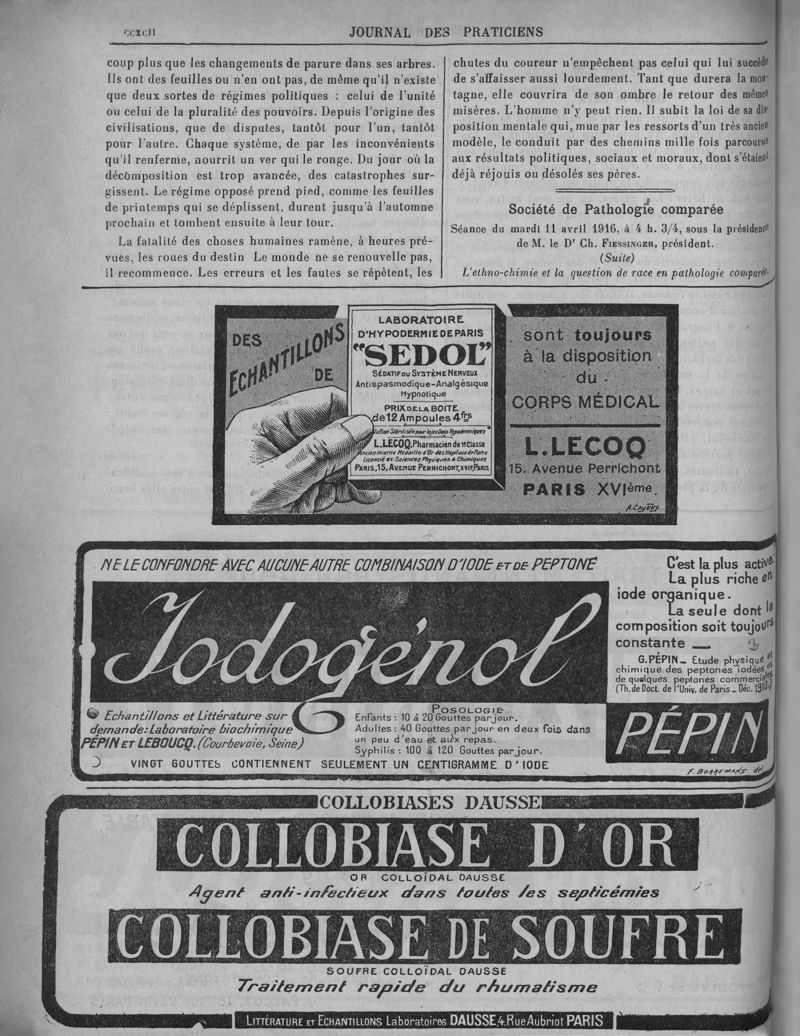 CCXCII
JOURNAL DES PRATICIENS
coup plus que les changements de parure dans ses arbres.
Ils ont des feuilles ou n'en ont pas, de même qu'il n'existe
que deux sortes de régimes politiques : celui de l'unité
ou celui de la pluralité des pouvoirs. Depuis l'origine des
civilisations, que de disputes, tantôt pour l'un, tantôt
pour l'autre. Chaque système, de par les inconvénients
qu'il renferme, nourrit un ver qui le ronge. Du jour où la
décomposition est trop avancée, des catastrophes sur-
gissent. Le régime opposé prend pied, comme les feuilles
de printemps qui se déplissent, durent jusqu'à l'automne
prochain et tombent ensuite à leur tour.
La fatalité des choses humaines ramène, à heures pré-
vues, les roues du destin Le monde ne se renouvelle pas,
il recommence. Les erreurs et les fautes se répètent, les
chutes du coureur n'empêchent pas celui qui lui succède
de s'affaisser aussi lourdement. Tant que durera la mon-
tagne, elle couvrira de son ombre le retour des mêmes
misères. L'homme n'y peut rien. Il subit la loi de sa dis-
position mentale qui, mue par les ressorts d'un très ancien
modèle, le conduit par des chemins mille fois parcourus
aux résultats politiques, sociaux et moraux, dont s'étaient
déjà réjouis ou désolés ses pères.
Société de Pathologie comparée
Séance du mardi 11 avril 1916, à 4 h. 3/4, sous la présidence
de M. le Dr Ch. FIESSINGER, président.
(Suite)
L'ethno-chimie et la question de race en pathologie comparée.
DES
ÉCHANTILLONS
DE
LABORATOIRE
D'HYPODERMIE DE PARIS
"SEDOL"
SÉDATIF DU SYSTÈME NERVEUX
Antispasmodique-Analgésique
Hypnotique
PRIX DE LA BOITE
de 12 Ampoules 4frs
Solution Stérilisée pour Injections Hypodermiques
L. LECOQ, Pharmacien de 1re Classe
Ancien Interne Médaille d'Or des Hôpitaux de Paris
Licencié ès Sciences Physiques & Chimiques
PARIS, 15, AVENUE PERRICHONT, XVIe, PARIS
sont toujours
à la disposition
du
CORPS MÉDICAL
L. LECOQ
15. Avenue Perrichont
PARIS XVIème.
NE LE CONFONDRE AVEC AUCUNE AUTRE COMBINAISON D'IODE ET DE PEPTONE
Iodogénol
C'est la plus active
La plus riche en
iode organique.
La seule dont la
composition soit toujours
constante _
G. PÉPIN _ Etude physique et
chimique des peptones iodées et
de quelques peptones commerciales
(Th. de Doct. de l'Univ. de Paris _ Déc. 1910)
Echantillons et Littérature sur
demande: Laboratoire biochimique
PÉPIN ET LEBOUCQ. (Courbevoie, Seine)
POSOLOGIE
Enfants : 10 à 20 Gouttes par jour.
Adultes : 40 Gouttes par jour en deux fois dans
un peu d'eau et aux repas.
Syphilis : 100 à 120 Gouttes par jour.
PÉPIN
VINGT GOUTTES CONTIENNENT SEULEMENT UN CENTIGRAMME D'IODE
COLLOBIASES DAUSSE
COLLOBIASE D'OR
OR COLLOÏDAL DAUSSE
Agent anti-infectieux dans toutes les septicémies
COLLOBIASE DE SOUFRE
SOUFRE COLLOÏDAL DAUSSE
Traitement rapide du rhumatisme
LITTÉRATURE ET ECHANTILLONS Laboratoires DAUSSE, 4, Rue Aubriot PARIS